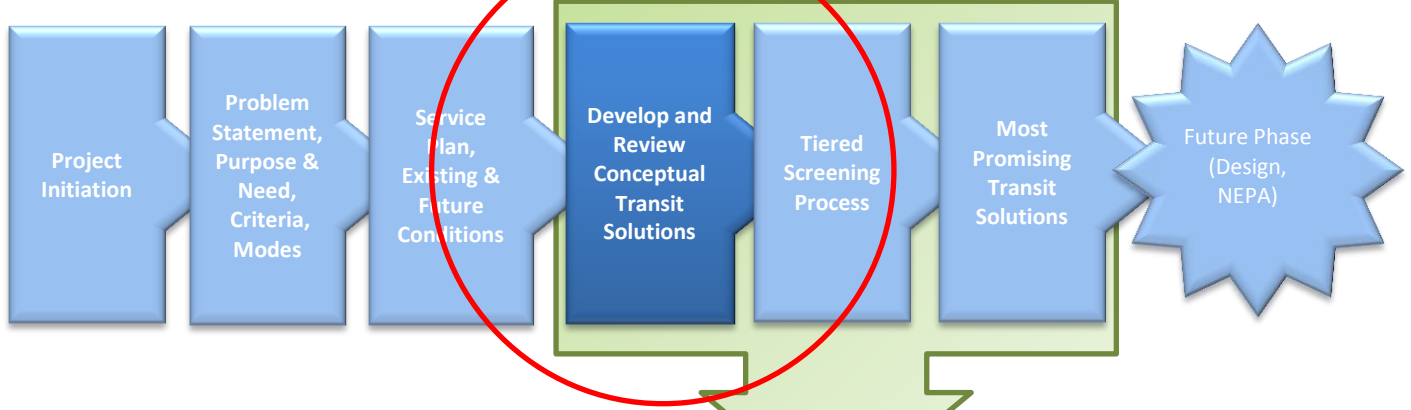 Project
Initiation
Problem
Statement,
Purpose &
Need,
Criteria,
Modes
Service
Plan,
Existing &
Future
Conditions
Develop and
Review
Conceptual
Transit
Solutions
Tiered
Screening
Process
Most
Promising
Transit
Solutions
Future Phase
(Design,
NEPA)